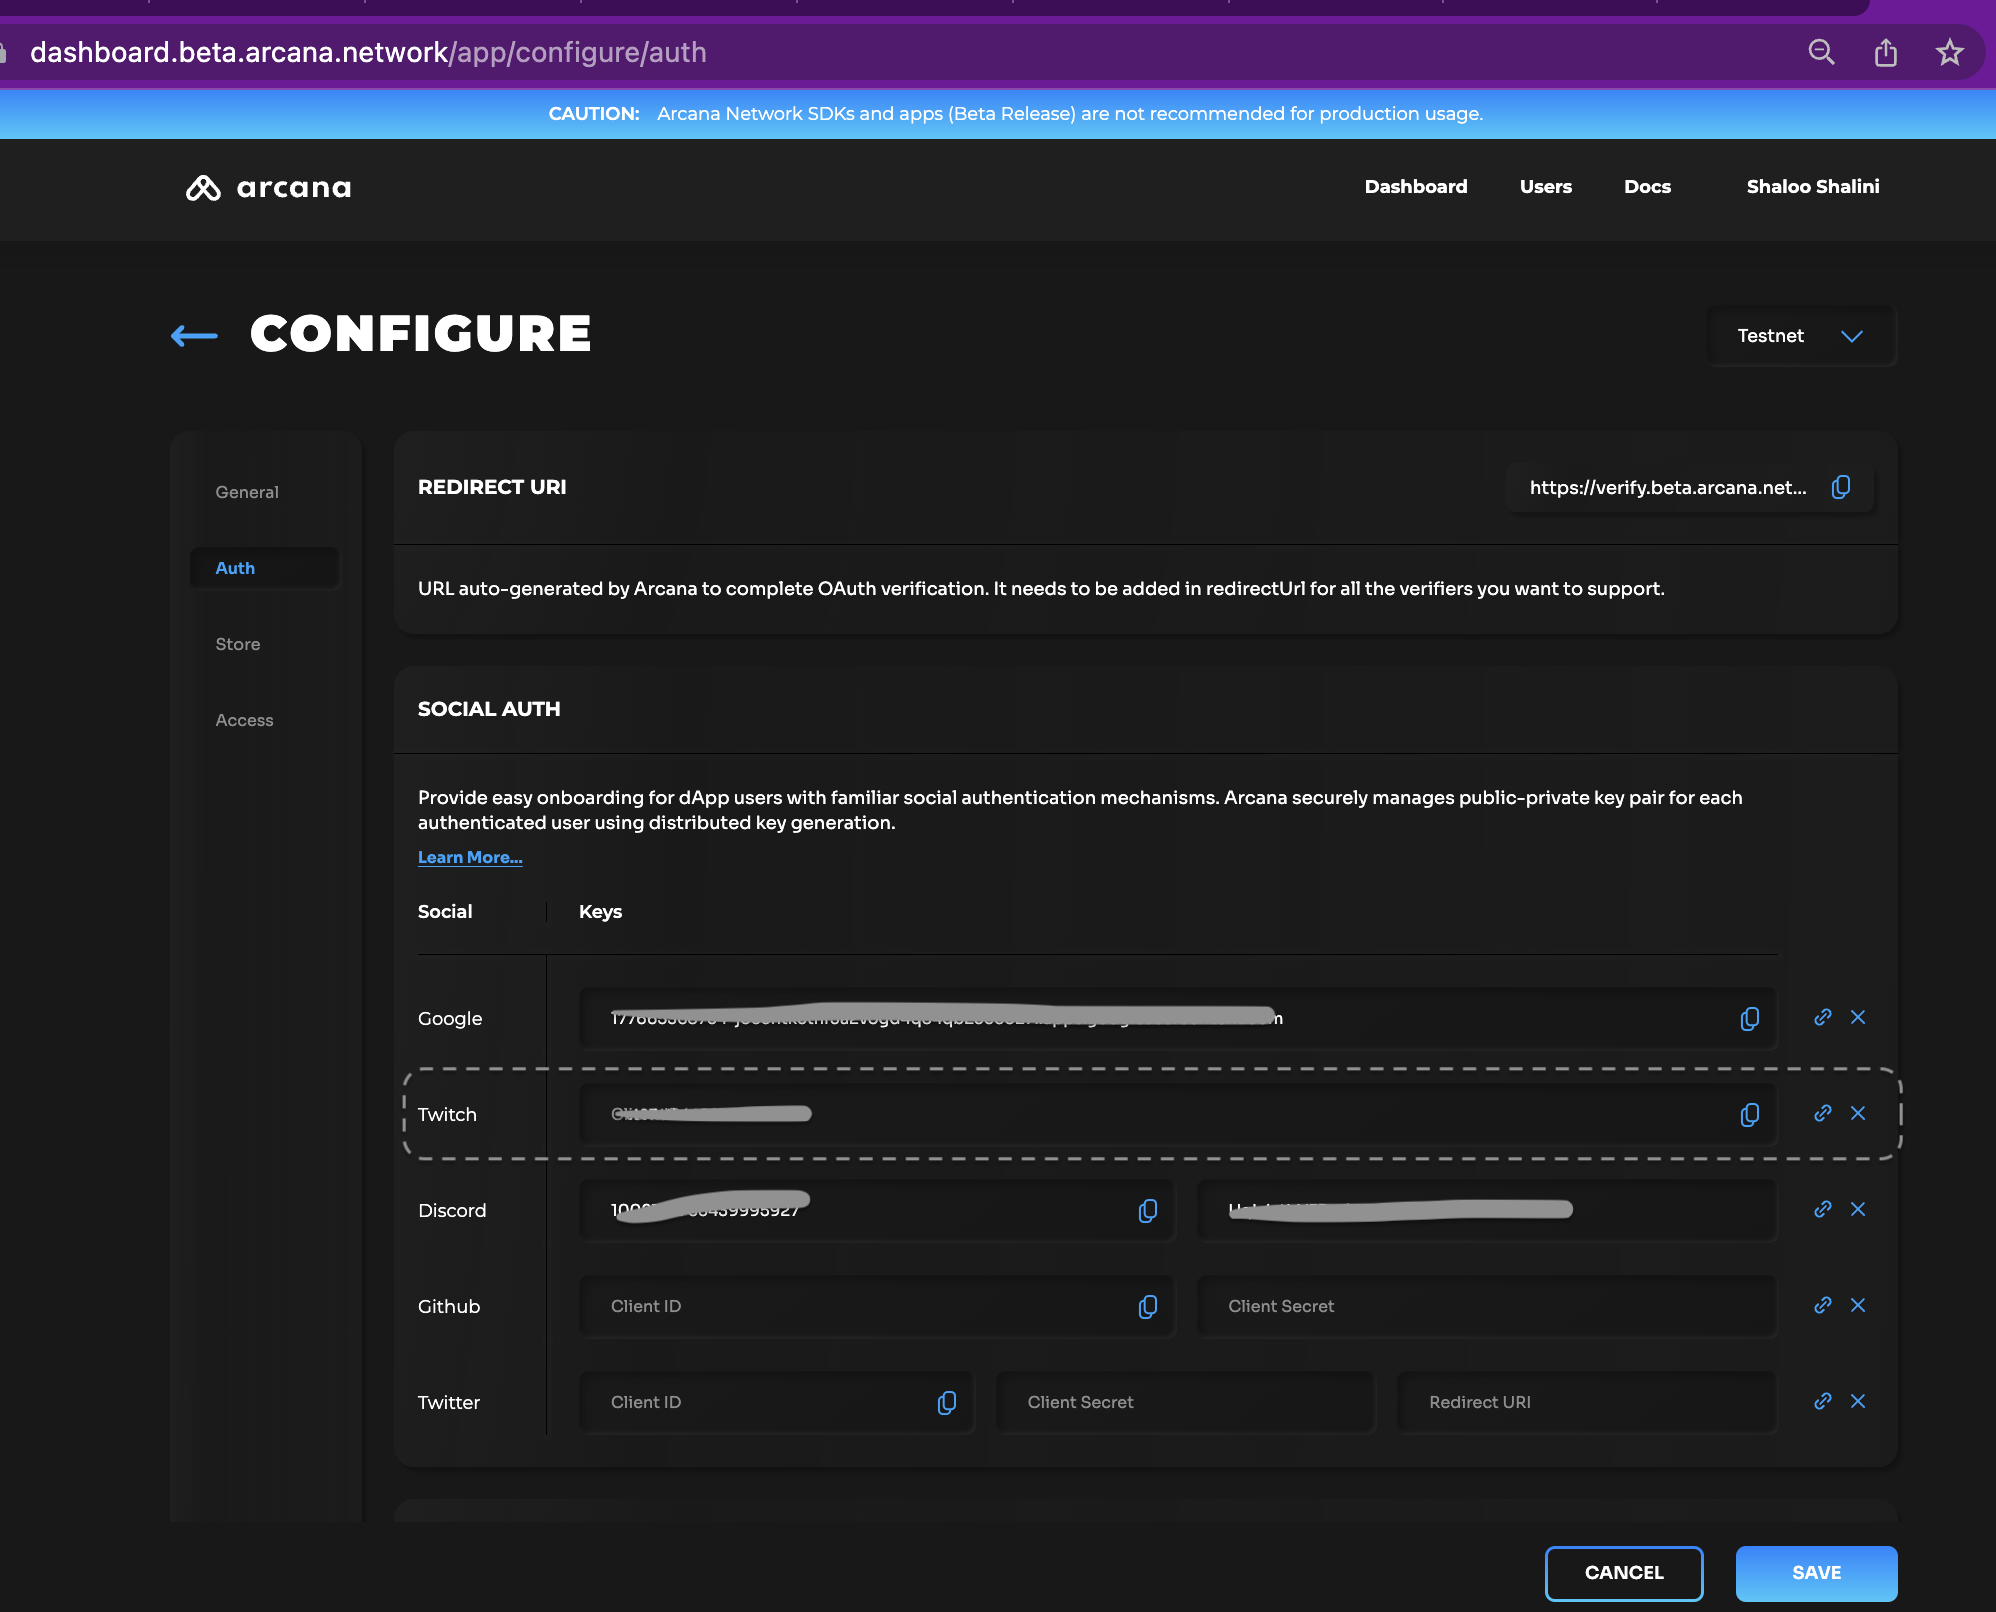 dashboard.beta.arcana.network/app/configure/auth
CAUTION: Arcana Network SDKs and apps (Beta Release) are not recommended for production usage.
arcana
Dashboard Users Docs Shaloo Shalini
CONFIGURE
Testnet
General
Auth
Store
Access
REDIRECT URI
https://verify.beta.arcana.net...
URL auto-generated by Arcana to complete OAuth verification. It needs to be added in redirectUrl for all the verifiers you want to support.
SOCIAL AUTH
Provide easy onboarding for dApp users with familiar social authentication mechanisms. Arcana securely manages public-private key pair for each
authenticated user using distributed key generation.
Learn More...
Social Keys
Google
Twitch
Discord
Github Client ID Client Secret
Twitter Client ID Client Secret Redirect URI
CANCEL SAVE